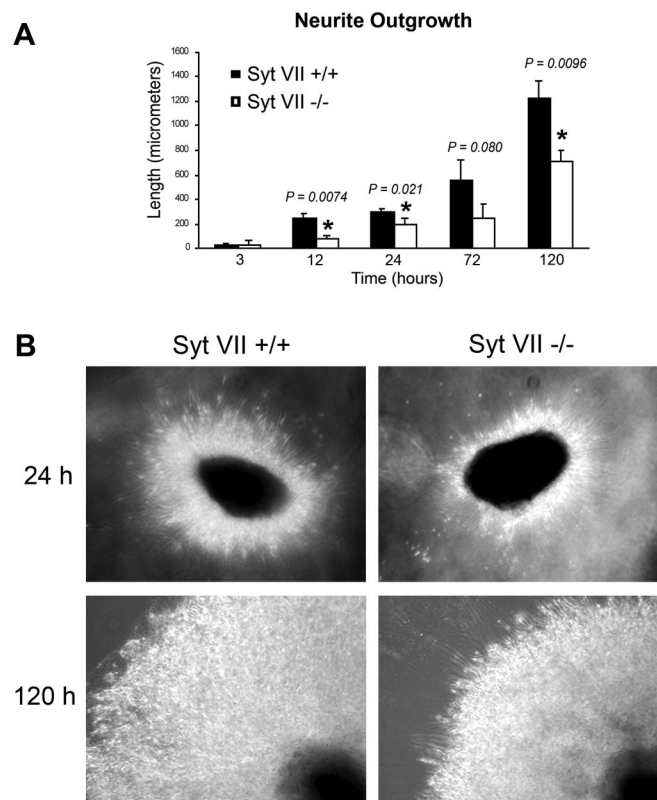 A
Neurite Outgrowth
Length (micrometers)
1600
1400
1200
1000
800
600
400
200
0
Syt VII +/+
Syt VII -/-
P = 0.0074
P = 0.021
P = 0.080
P = 0.0096
*
*
*
3 12 24 72 120
Time (hours)
B
Syt VII +/+ Syt VII -/-
24 h
120 h